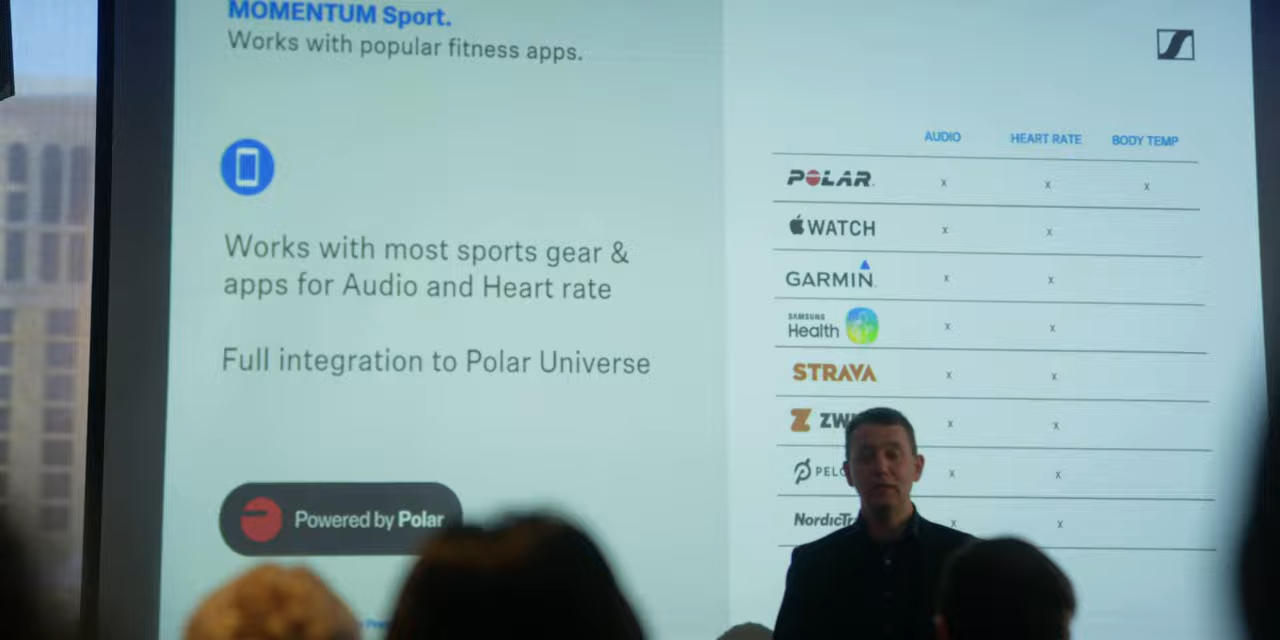 MOMENTUM Sport.
Works with popular fitness apps.
Works with most sports gear &
apps for Audio and Heart rate
Full integration to Polar Universe
Powered by Polar
AUDIO HEART RATE BODY TEMP
POLAR x x x
WATCH x x
GARMIN x x
SAMSUNG
Health x x
STRAVA x x
x x
x x
x x